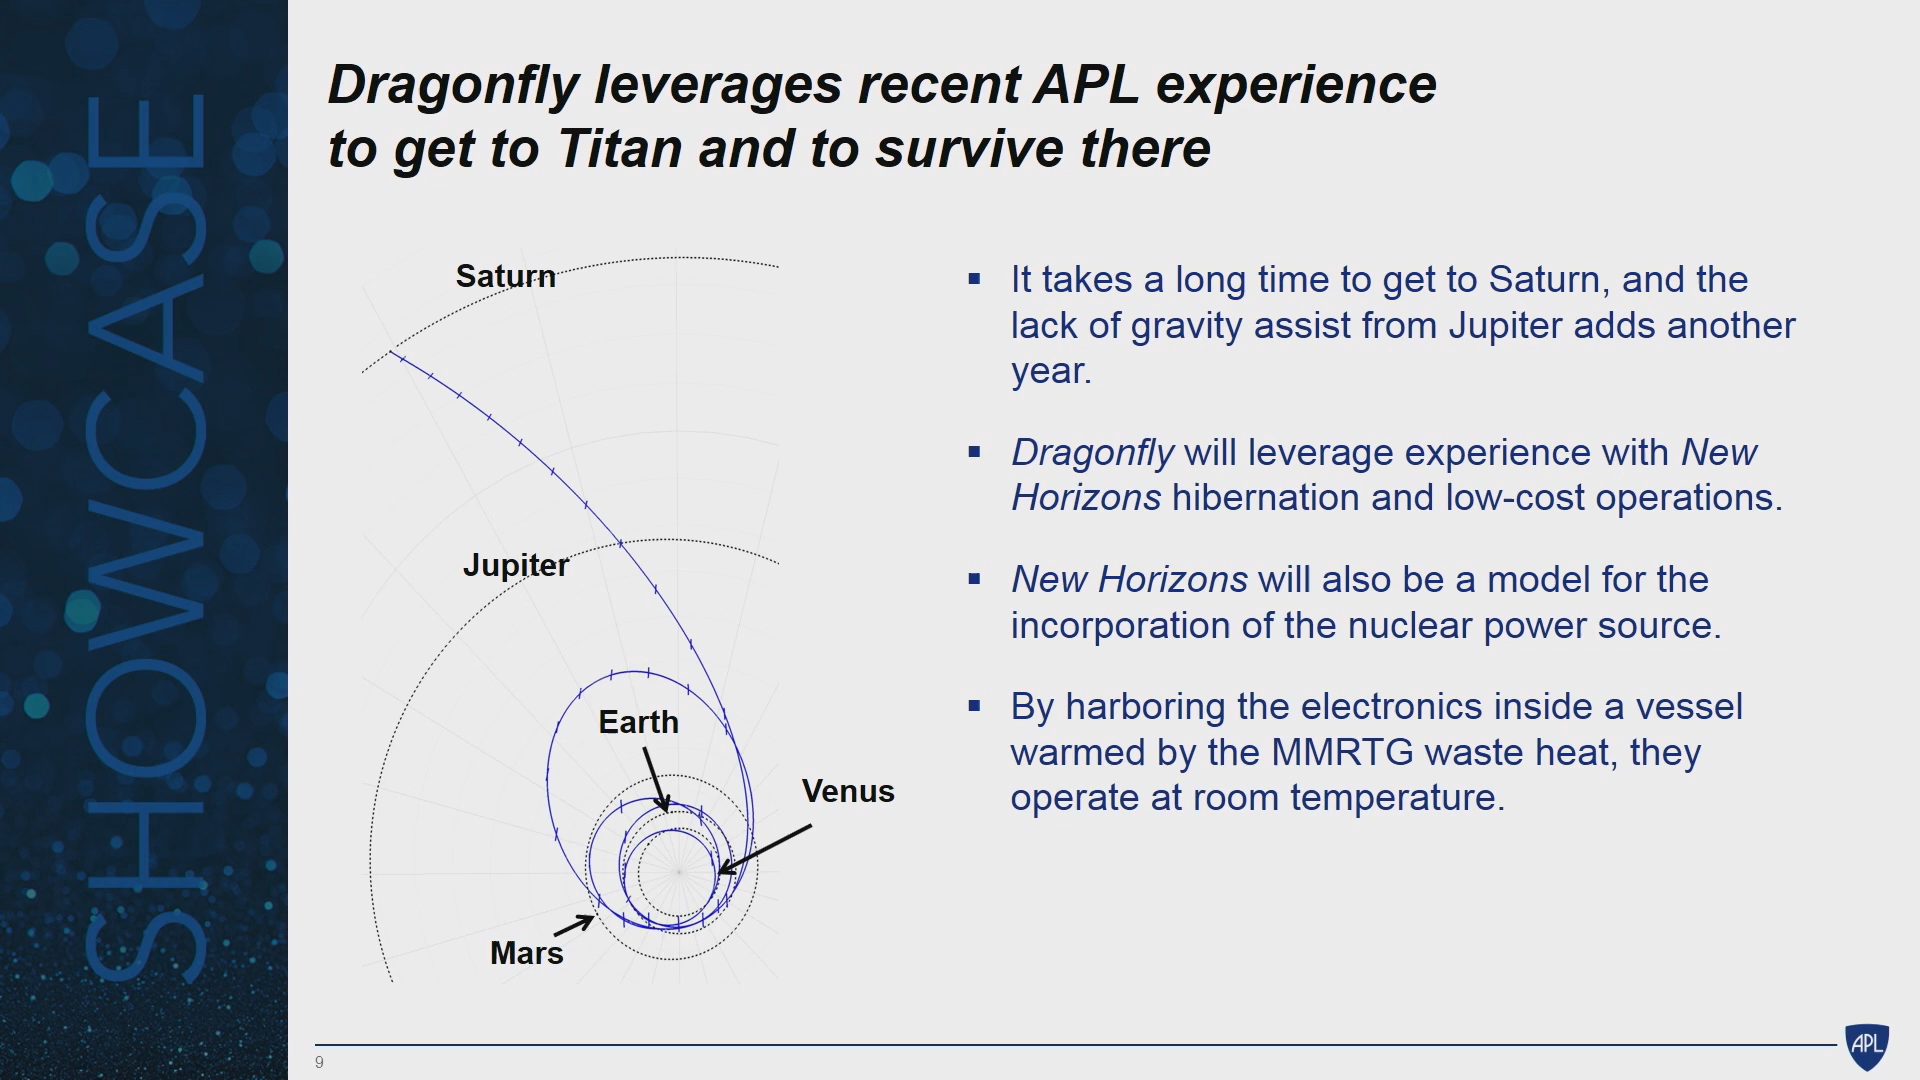 SHOWCASE
Dragonfly leverages recent APL experience
to get to Titan and to survive there
Saturn
Jupiter
Earth
Venus
Mars
▪ It takes a long time to get to Saturn, and the
lack of gravity assist from Jupiter adds another
year.
▪ Dragonfly will leverage experience with New
Horizons hibernation and low-cost operations.
▪ New Horizons will also be a model for the
incorporation of the nuclear power source.
▪ By harboring the electronics inside a vessel
warmed by the MMRTG waste heat, they
operate at room temperature.
9
APL